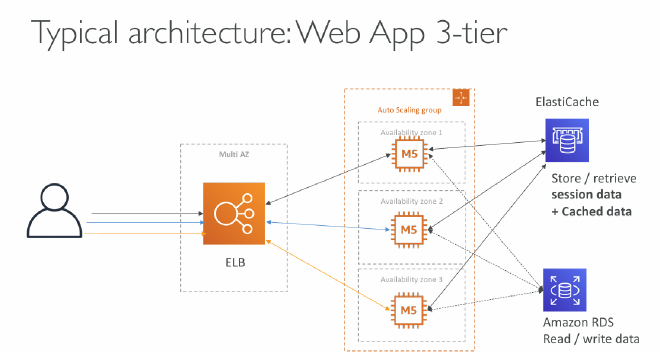 Typical architecture: Web App 3-tier
ElastiCache
Auto Scaling group
Availability zone 1
Multi AZ
M5
Store / retrieve
session data
+ Cached data
Availability zone 2
M5
ELB
Availability zone 3
M5
Amazon RDS
Read / write data